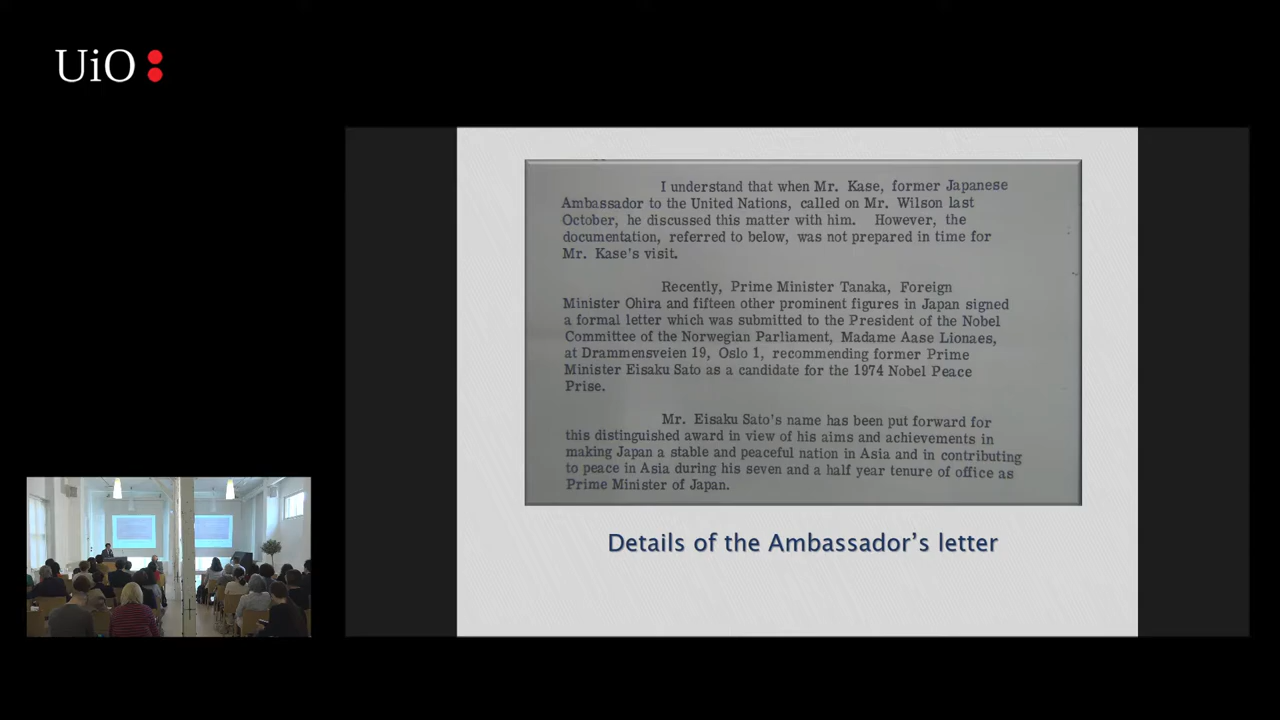 UiO:
I understand that when Mr. Kase, former Japanese
Ambassador to the United Nations, called on Mr. Wilson last
October, he discussed this matter with him. However, the
documentation, referred to below, was not prepared in time for
Mr. Kase's visit.
Recently, Prime Minister Tanaka, Foreign
Minister Ohira and fifteen other prominent figures in Japan signed
a formal letter which was submitted to the President of the Nobel
Committee of the Norwegian Parliament, Madame Aase Lionaes,
at Drammensveien 19, Oslo 1, recommending former Prime
Minister Eisaku Sato as a candidate for the 1974 Nobel Peace
Prise.
Mr. Eisaku Sato's name has been put forward for
this distinguished award in view of his aims and achievements in
making Japan a stable and peaceful nation in Asia and in contributing
to peace in Asia during his seven and a half year tenure of office as
Prime Minister of Japan.
Details of the Ambassador's letter